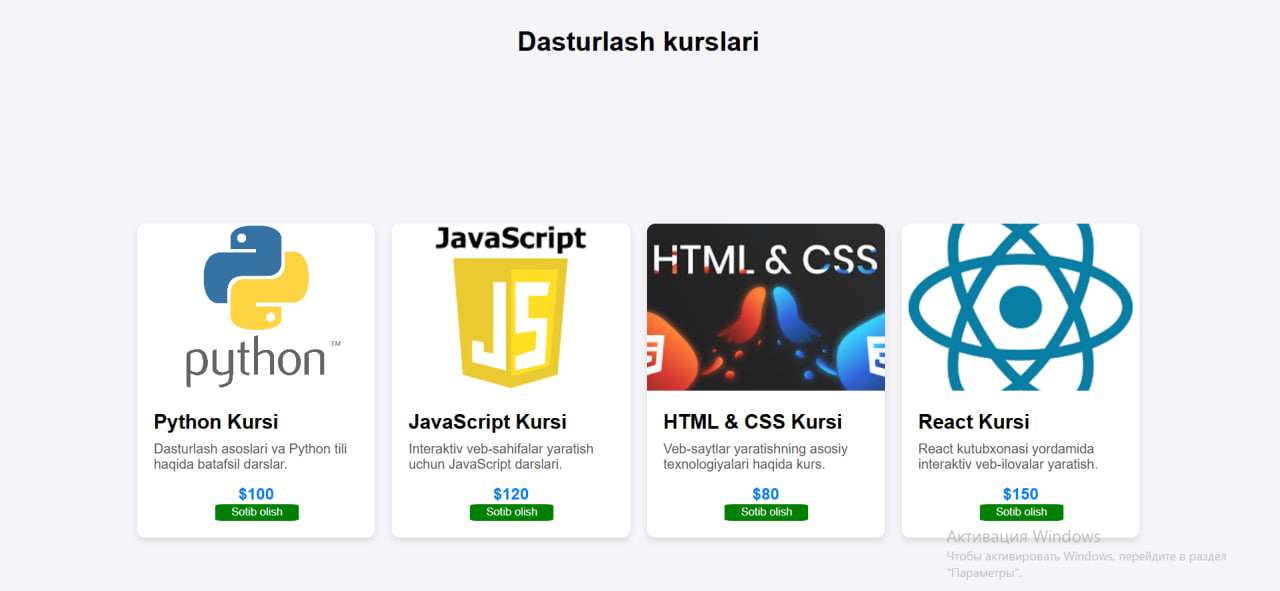 Dasturlash kurslari
python™
JavaScript
JS
HTML & CSS
Python Kursi
Dasturlash asoslari va Python tili
haqida batafsil darslar.
$100
Sotib olish
JavaScript Kursi
Interaktiv veb-sahifalar yaratish
uchun JavaScript darslari.
$120
Sotib olish
HTML & CSS Kursi
Veb-saytlar yaratishning asosiy
texnologiyalari haqida kurs.
$80
Sotib olish
React Kursi
React kutubxonasi yordamida
interaktiv veb-ilovalar yaratish.
$150
Sotib olish
Активация Windows
Чтобы активировать Windows, перейдите в раздел
"Параметры".